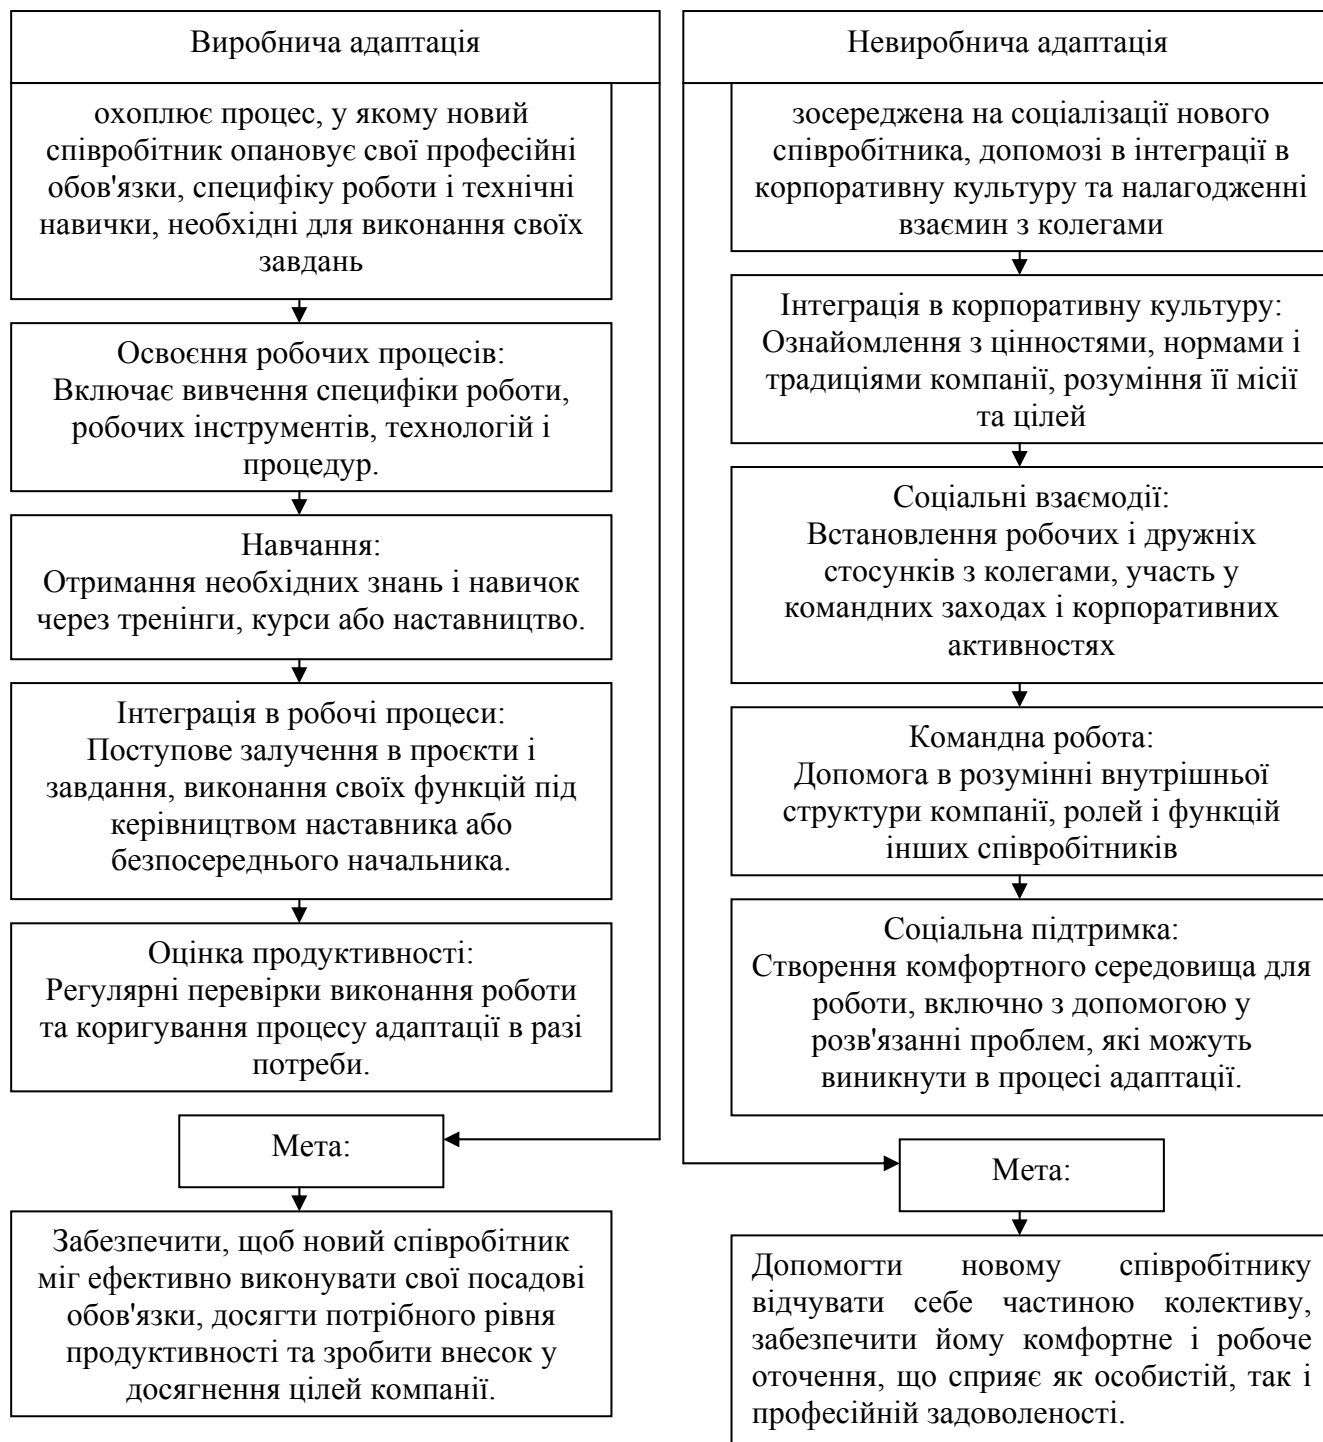 Виробнича адаптація
охоплює процес, у якому новий
співробітник опановує свої професійні
обов'язки, специфіку роботи і технічні
навички, необхідні для виконання своїх
завдань
Освоєння робочих процесів:
Включає вивчення специфіки роботи,
робочих інструментів, технологій і
процедур.
Навчання:
Отримання необхідних знань і навичок
через тренінги, курси або наставництво.
Інтеграція в робочі процеси:
Поступове залучення в проєкти і
завдання, виконання своїх функцій під
керівництвом наставника або
безпосереднього начальника.
Оцінка продуктивності:
Регулярні перевірки виконання роботи
та коригування процесу адаптації в разі
потреби.
Мета:
Забезпечити, щоб новий співробітник
міг ефективно виконувати свої посадові
обов'язки, досягти потрібного рівня
продуктивності та зробити внесок у
досягнення цілей компанії.
Невиробнича адаптація
зосереджена на соціалізації нового
співробітника, допомозі в інтеграції в
корпоративну культуру та налагодженні
взаємин з колегами
Інтеграція в корпоративну культуру:
Ознайомлення з цінностями, нормами і
традиціями компанії, розуміння її місії
та цілей
Соціальні взаємодії:
Встановлення робочих і дружніх
стосунків з колегами, участь у
командних заходах і корпоративних
активностях
Командна робота:
Допомога в розумінні внутрішньої
структури компанії, ролей і функцій
інших співробітників
Соціальна підтримка:
Створення комфортного середовища для
роботи, включно з допомогою у
розв'язанні проблем, які можуть
виникнути в процесі адаптації.
Мета:
Допомогти новому співробітнику
відчувати себе частиною колективу,
забезпечити йому комфортне і робоче
оточення, що сприяє як особистій, так і
професійній задоволеності.